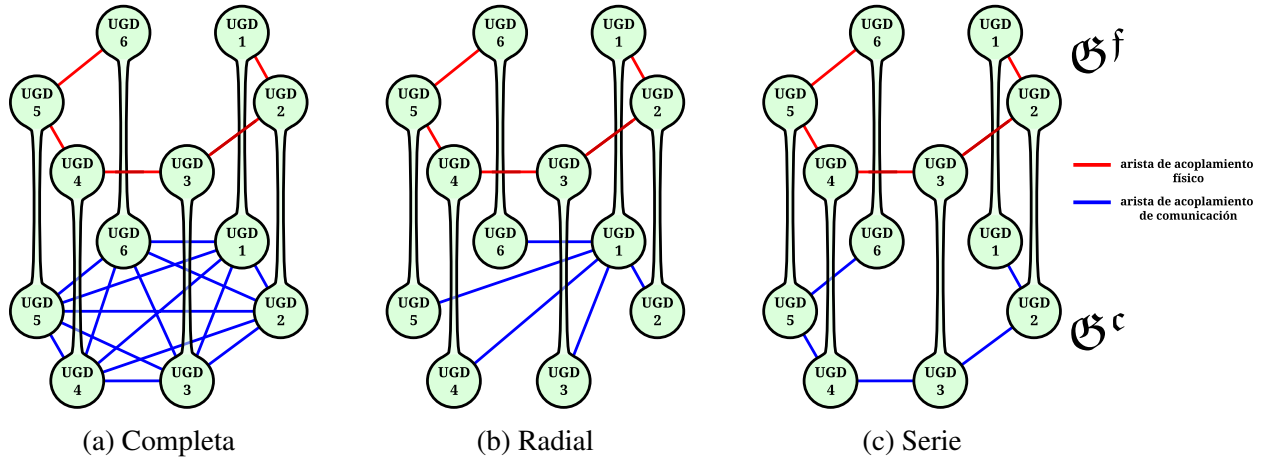 UGD
6
UGD
1
UGD
5
UGD
2
UGD
4
UGD
3
UGD
6
UGD
1
UGD
5
UGD
2
UGD
4
UGD
3
(a) Completa
UGD
6
UGD
1
UGD
5
UGD
2
UGD
4
UGD
3
UGD
6
UGD
1
UGD
5
UGD
2
UGD
4
UGD
3
(b) Radial
UGD
6
UGD
1
UGD
5
UGD
2
UGD
4
UGD
3
UGD
6
UGD
1
UGD
5
UGD
2
UGD
4
UGD
3
(c) Serie
𝔊 𝔣
arista de acoplamiento
físico
arista de acoplamiento
de comunicación
𝔊 𝔠